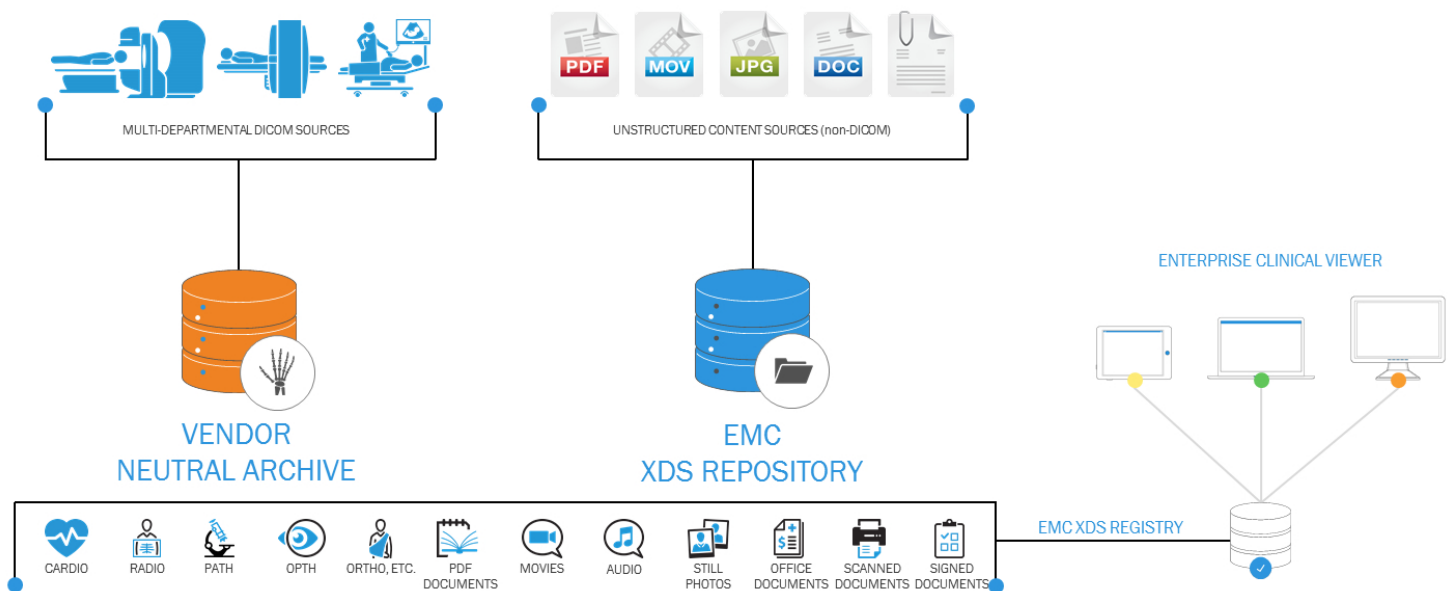 PDF
MOV
JPG
DOC
MULTI-DEPARTMENTAL DICOM SOURCES
UNSTRUCTURED CONTENT SOURCES (non-DICOM)
ENTERPRISE CLINICAL VIEWER
VENDOR
NEUTRAL ARCHIVE
EMC
XDS REPOSITORY
EMC XDS REGISTRY
CARDIO
RADIO
PATH
OPTH
ORTHO, ETC.
PDF
DOCUMENTS
MOVIES
AUDIO
STILL
PHOTOS
OFFICE
DOCUMENTS
SCANNED
DOCUMENTS
SIGNED
DOCUMENTS